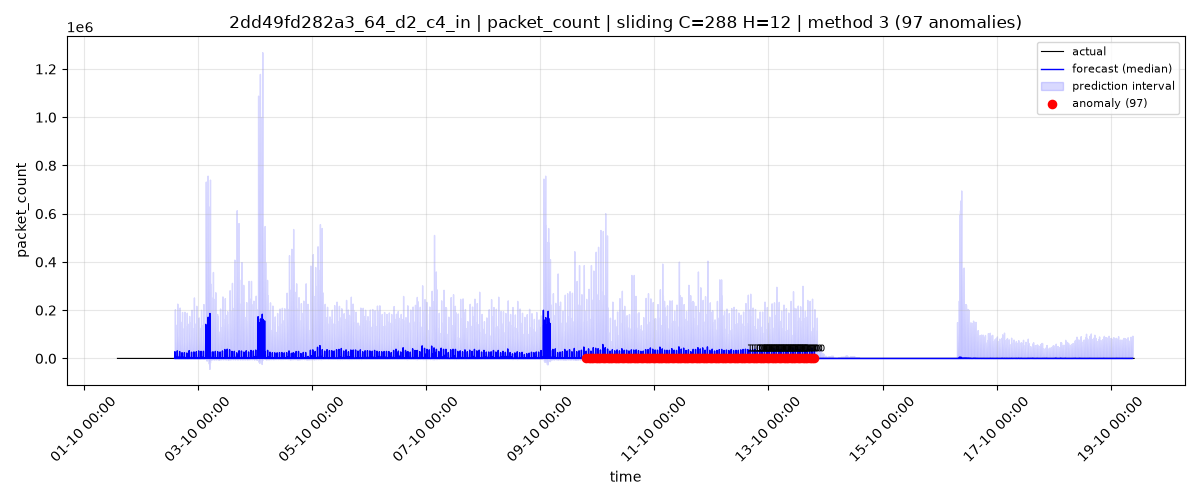 2dd49fd282a3_64_d2_c4_in | packet_count | sliding C=288 H=12 | method 3 (97 anomalies)
1e6
actual
forecast (median)
prediction interval
anomaly (97)
1.2
1.0
0.8
0.6
0.4
0.2
0.0
packet_count
01-10 00:00
03-10 00:00
05-10 00:00
07-10 00:00
09-10 00:00
11-10 00:00
13-10 00:00
15-10 00:00
17-10 00:00
19-10 00:00
time